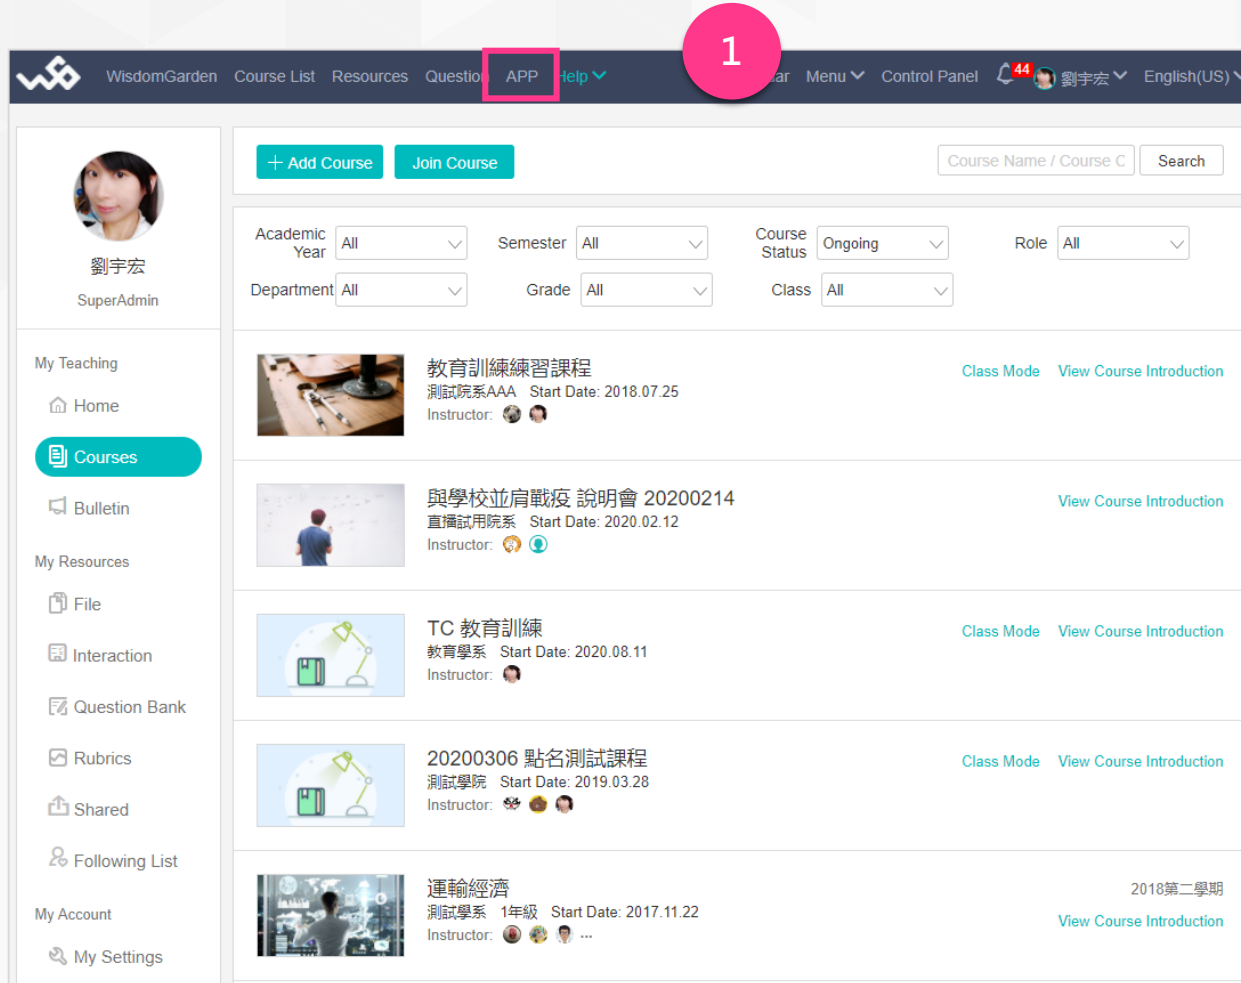 1
WisdomGarden Course List Resources Question APP Help Menu Control Panel 44 劉宇宏 English(US)
+ Add Course Join Course Course Name / Course C Search
劉宇宏
SuperAdmin
Academic Year All Semester All Course Status Ongoing Role All
Department All Grade All Class All
My Teaching
Home
Courses
Bulletin
My Resources
File
Interaction
Question Bank
Rubrics
Shared
Following List
My Account
My Settings
教育訓練練習課程 Class Mode View Course Introduction
測試院系AAA Start Date: 2018.07.25
Instructor:
與學校並肩戰疫 說明會 20200214 View Course Introduction
直播試用院系 Start Date: 2020.02.12
Instructor:
TC 教育訓練 Class Mode View Course Introduction
教育學系 Start Date: 2020.08.11
Instructor:
20200306 點名測試課程 Class Mode View Course Introduction
測試學院 Start Date: 2019.03.28
Instructor:
運輸經濟 2018第二學期
測試學系 1年級 Start Date: 2017.11.22 View Course Introduction
Instructor: ...